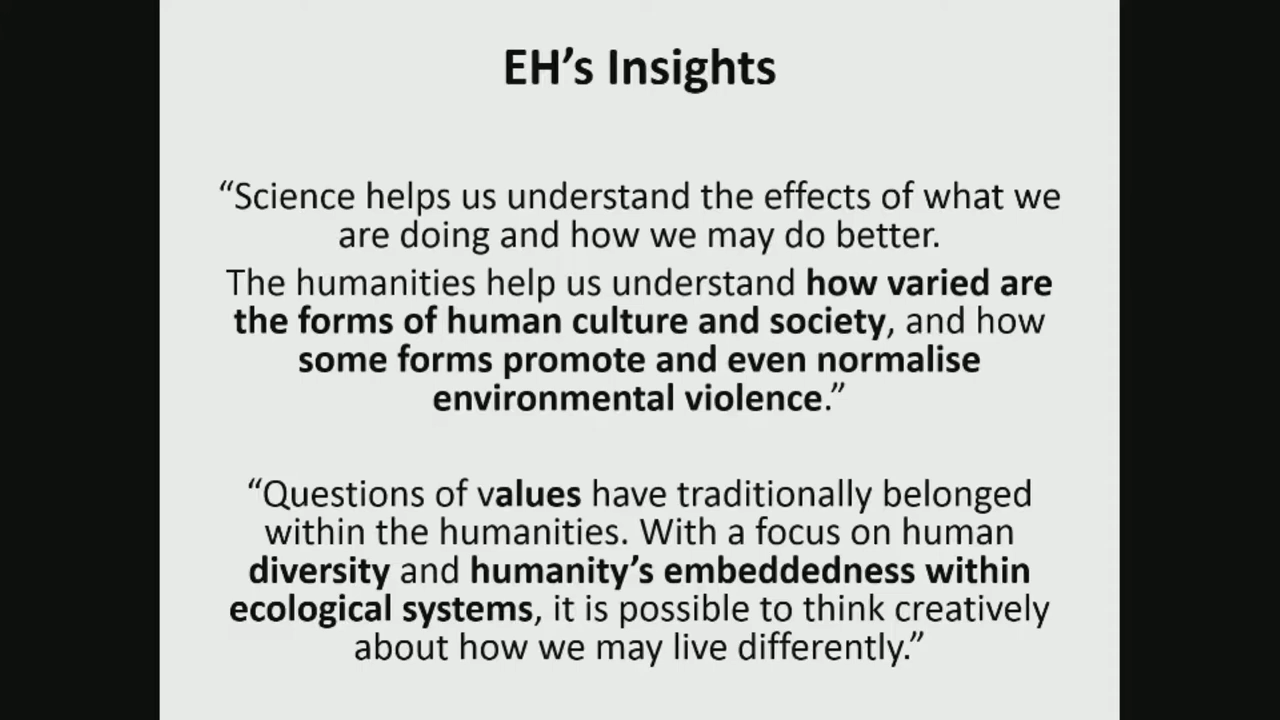 EH’s Insights
“Science helps us understand the effects of what we
are doing and how we may do better.
The humanities help us understand how varied are
the forms of human culture and society, and how
some forms promote and even normalise
environmental violence.”
“Questions of values have traditionally belonged
within the humanities. With a focus on human
diversity and humanity’s embeddedness within
ecological systems, it is possible to think creatively
about how we may live differently.”